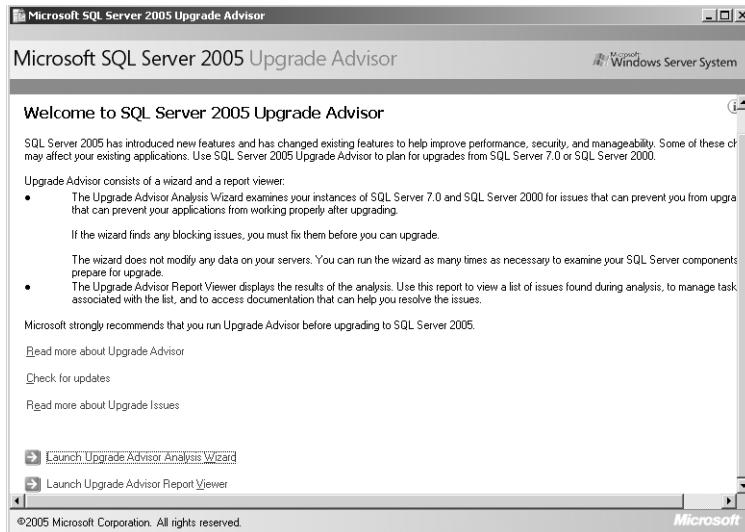 Microsoft SQL Server 2005 Upgrade Advisor
Microsoft SQL Server 2005 Upgrade Advisor
Microsoft
Windows Server System
Welcome to SQL Server 2005 Upgrade Advisor
SQL Server 2005 has introduced new features and has changed existing features to help improve performance, security, and manageability. Some of these ch
may affect your existing applications. Use SQL Server 2005 Upgrade Advisor to plan for upgrades from SQL Server 7.0 or SQL Server 2000.
Upgrade Advisor consists of a wizard and a report viewer:
• The Upgrade Advisor Analysis Wizard examines your instances of SQL Server 7.0 and SQL Server 2000 for issues that can prevent you from upgra
that can prevent your applications from working properly after upgrading.
If the wizard finds any blocking issues, you must fix them before you can upgrade.
The wizard does not modify any data on your servers. You can run the wizard as many times as necessary to examine your SQL Server components
prepare for upgrade.
• The Upgrade Advisor Report Viewer displays the results of the analysis. Use this report to view a list of issues found during analysis, to manage task
associated with the list, and to access documentation that can help you resolve the issues.
Microsoft strongly recommends that you run Upgrade Advisor before upgrading to SQL Server 2005.
Read more about Upgrade Advisor
Check for updates
Read more about Upgrade Issues
Launch Upgrade Advisor Analysis Wizard
Launch Upgrade Advisor Report Viewer
©2005 Microsoft Corporation. All rights reserved.
Microsoft